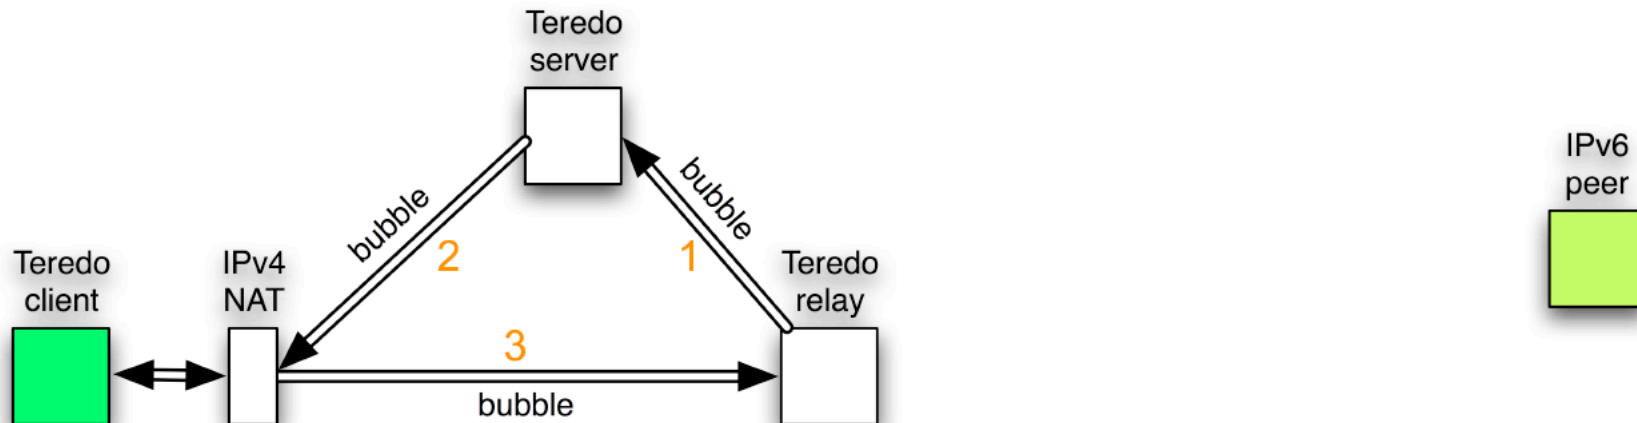 Teredo
server
IPv6
peer
bubble
bubble
2
1
Teredo
client
IPv4
NAT
Teredo
relay
3
bubble